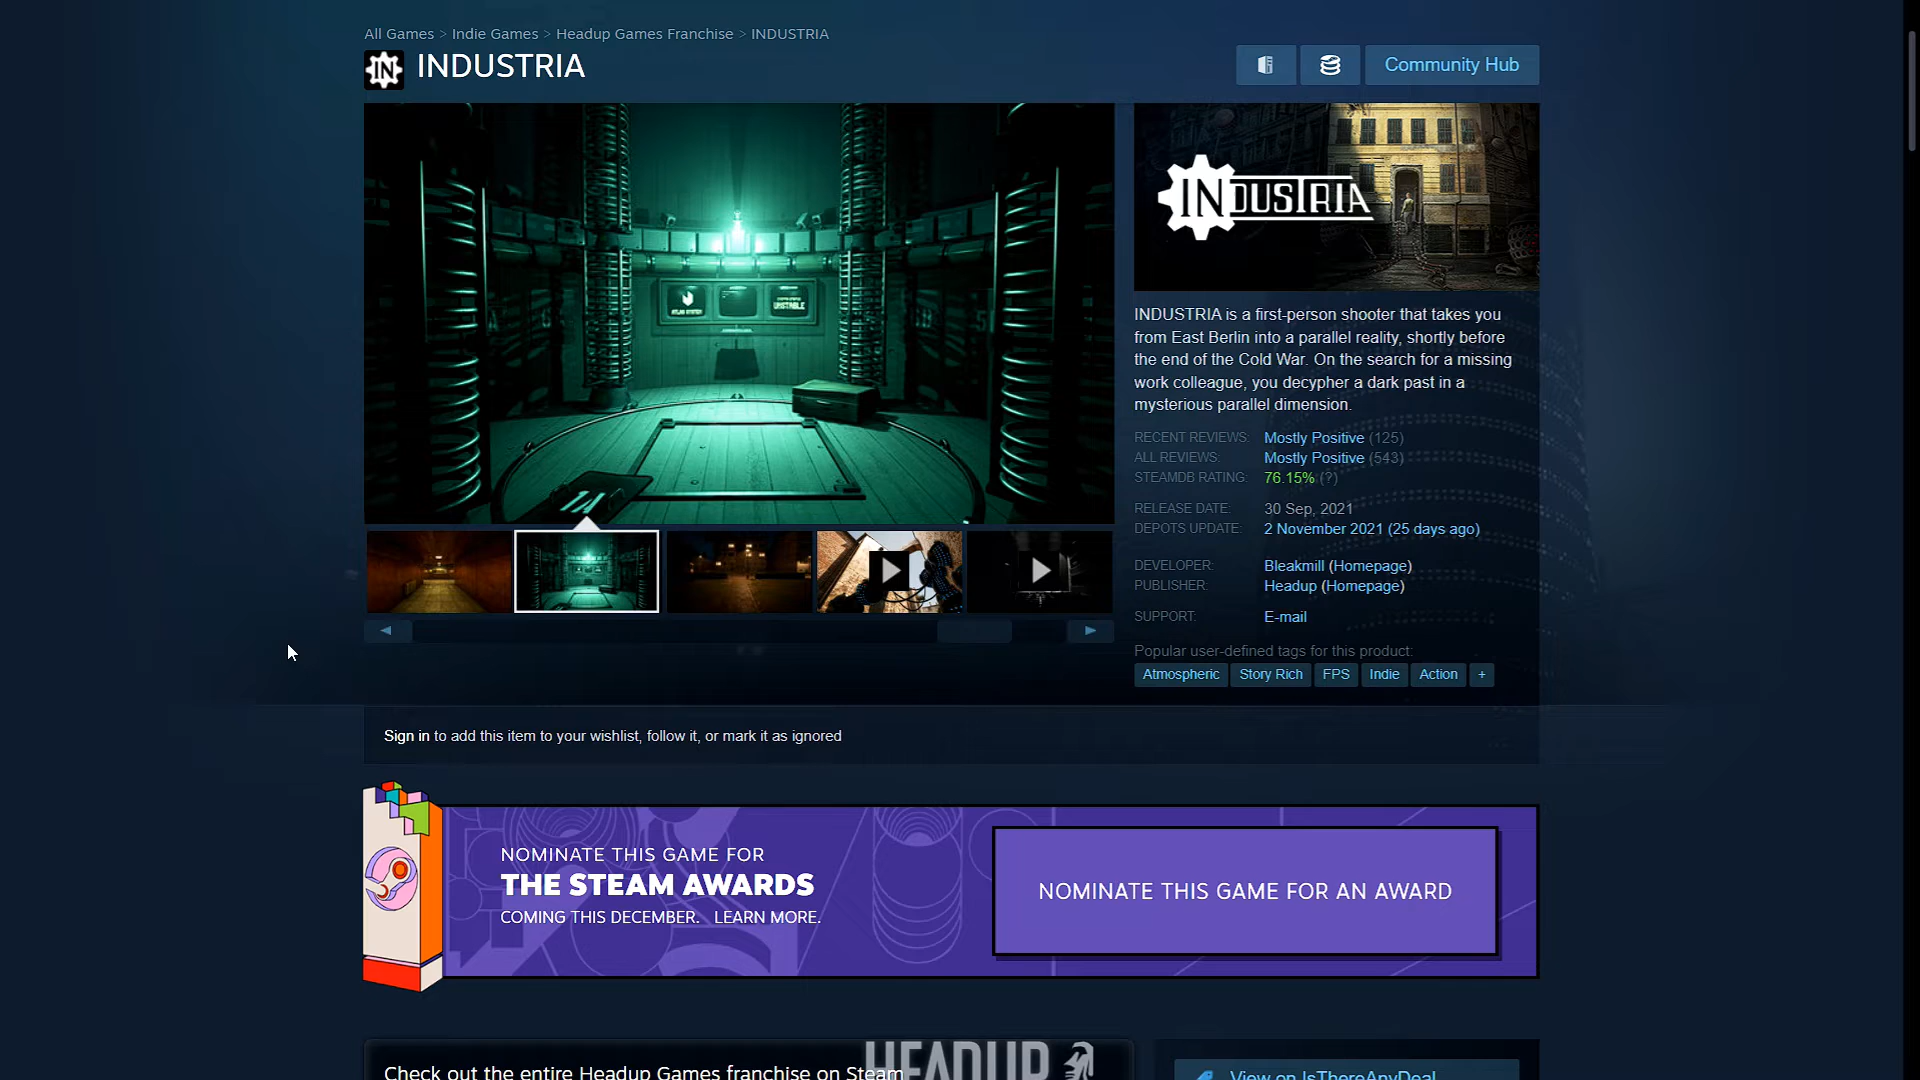 All Games > Indie Games > Headup Games Franchise > INDUSTRIA
IN INDUSTRIA
Community Hub
UNSTABLE
1A
INDUSTRIA
INDUSTRIA is a first-person shooter that takes you
from East Berlin into a parallel reality, shortly before
the end of the Cold War. On the search for a missing
work colleague, you decypher a dark past in a
mysterious parallel dimension.
RECENT REVIEWS: Mostly Positive (125)
ALL REVIEWS: Mostly Positive (543)
STEAMDB RATING: 76.15% (?)
RELEASE DATE: 30 Sep, 2021
DEPOTS UPDATE: 2 November 2021 (25 days ago)
DEVELOPER: Bleakmill (Homepage)
PUBLISHER: Headup (Homepage)
SUPPORT: E-mail
Popular user-defined tags for this product:
Atmospheric Story Rich FPS Indie Action +
Sign in to add this item to your wishlist, follow it, or mark it as ignored
NOMINATE THIS GAME FOR
THE STEAM AWARDS
COMING THIS DECEMBER. LEARN MORE.
NOMINATE THIS GAME FOR AN AWARD
HEADUP
Check out the entire Headup Games franchise on Steam
View on IsThereAnyDeal